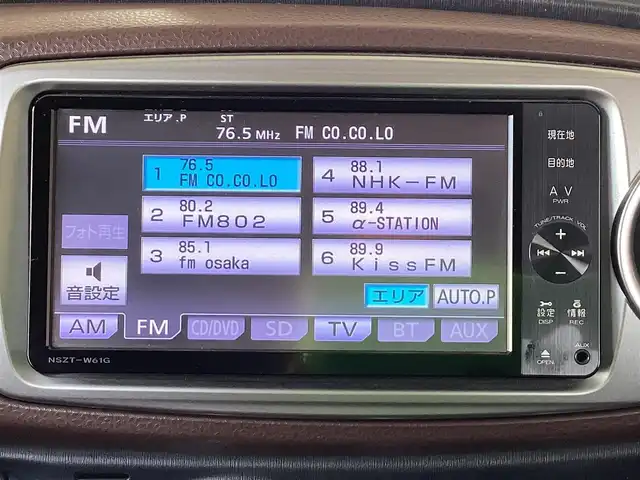 FM
エリア.P
ST
76.5 MHz FM CO.CO.LO
1 76.5 FM CO.CO.LO
2 80.2 FM802
3 85.1 fm osaka
4 88.1 NHK-FM
5 89.4 α-STATION
6 89.9 KissFM
フォト再生
音設定
エリア
AUTO.P
AM
FM
CD/DVD
SD
TV
BT
AUX
NSZT-W61G
現在地
目的地
AV
PWR
TUNE/TRACK
VOL
+
−
設定
DISP
情報
REC
OPEN
AUX